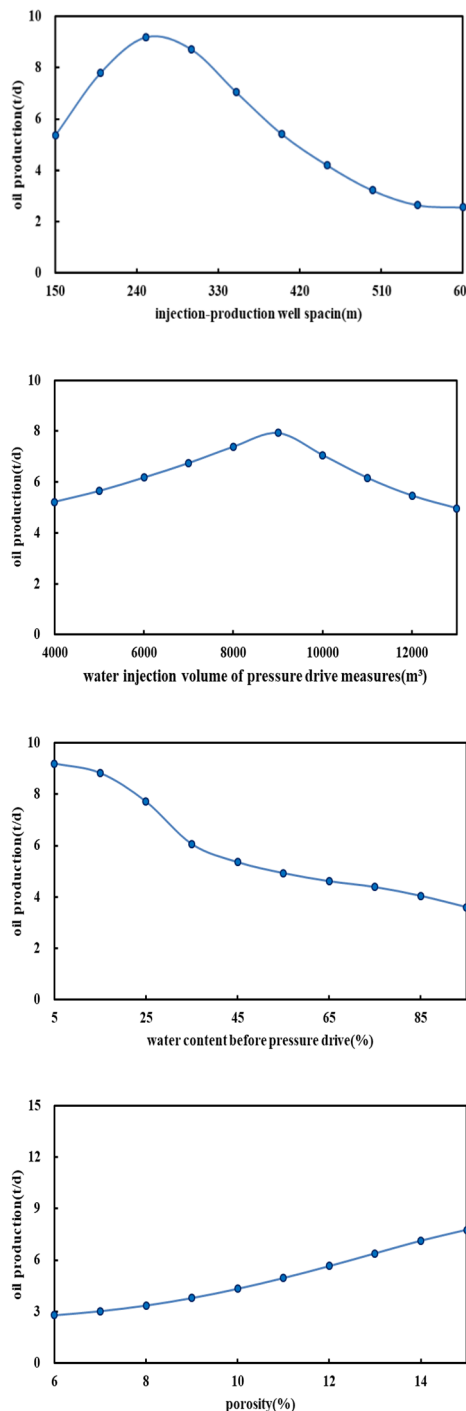 10
8
6
4
2
0
oil production(t/d)
150 240 330 420 510 60
injection-production well spacin(m)
10
8
6
4
2
0
oil production(t/d)
4000 6000 8000 10000 12000
water injection volume of pressure drive measures(m³)
10
8
6
4
2
0
oil production(t/d)
5 25 45 65 85
water content before pressure drive(%)
15
12
9
6
3
0
oil production(t/d)
6 8 10 12 14
porosity(%)